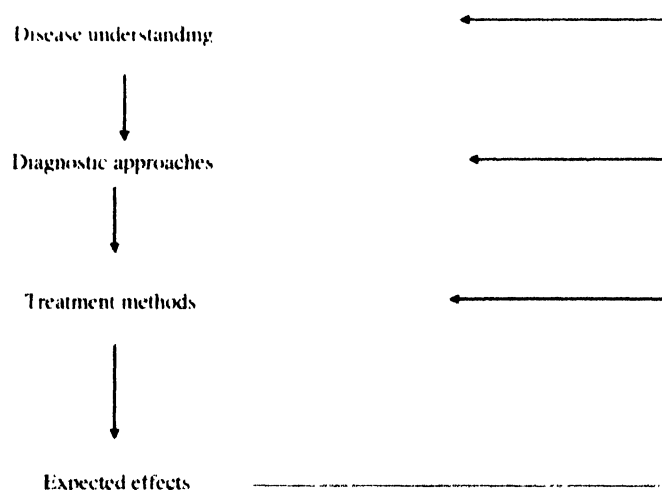 Disease understanding
Diagnostic approaches
Treatment methods
Expected effects